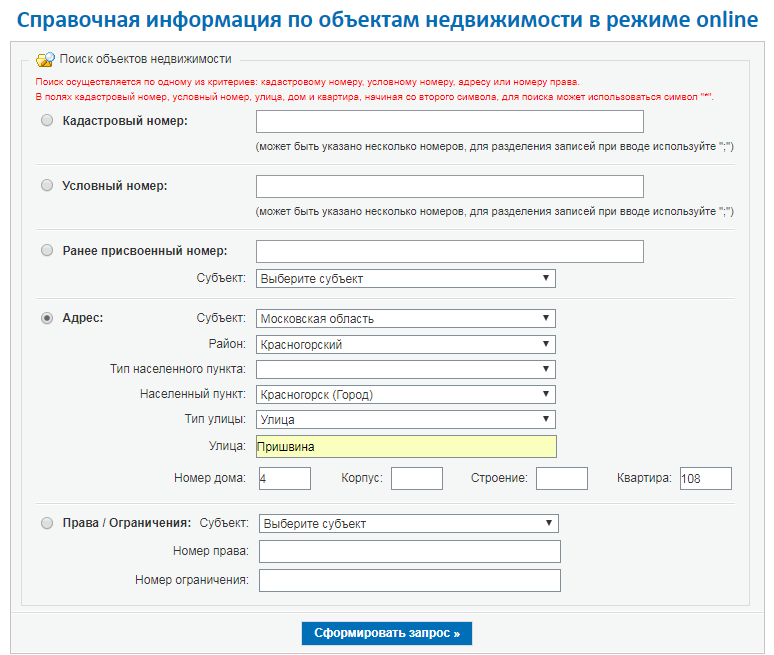 Справочная информация по объектам недвижимости в режиме online
Поиск объектов недвижимости
Поиск осуществляется по одному из критериев: кадастровому номеру, условному номеру, адресу или номеру права.
В полях кадастровый номер, условный номер, улица, дом и квартира, начиная со второго символа, для поиска может использоваться символ "*".
Кадастровый номер:
(может быть указано несколько номеров, для разделения записей при вводе используйте ";")
Условный номер:
(может быть указано несколько номеров, для разделения записей при вводе используйте ";")
Ранее присвоенный номер:
Субъект: Выберите субъект
Адрес: Субъект: Московская область
Район: Красногорский
Тип населенного пункта:
Населенный пункт: Красногорск (Город)
Тип улицы: Улица
Улица: Пришвина
Номер дома: 4 Корпус: Строение: Квартира: 108
Права / Ограничения: Субъект: Выберите субъект
Номер права:
Номер ограничения:
Сформировать запрос »